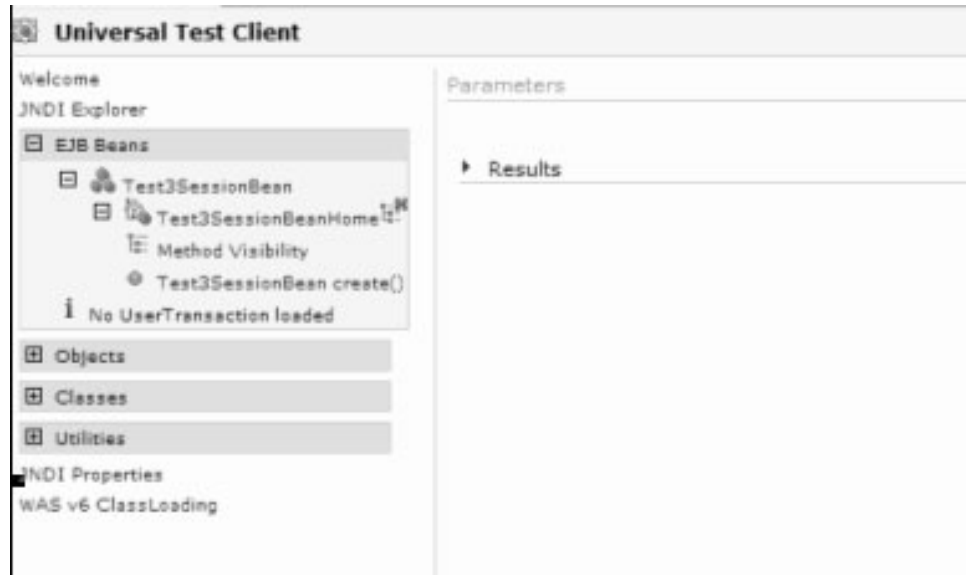 Universal Test Client
Welcome
JNDI Explorer
EJB Beans
Test3SessionBean
Test3SessionBeanHome
Method Visibility
Test3SessionBean create()
No UserTransaction loaded
Objects
Classes
Utilities
JNDI Properties
WAS v6 ClassLoading
Parameters
Results